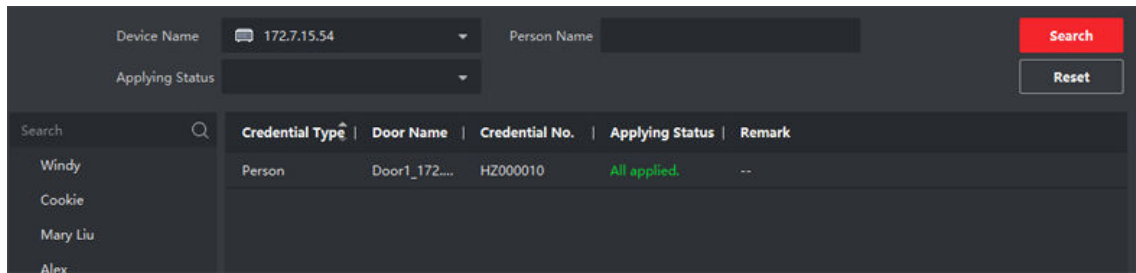 Device Name 172.7.15.54 Person Name Search
Applying Status Reset
Search Credential Type | Door Name | Credential No. | Applying Status | Remark
Windy Person Door1_172.... HZ000010 All applied. --
Cookie
Mary Liu
Alex